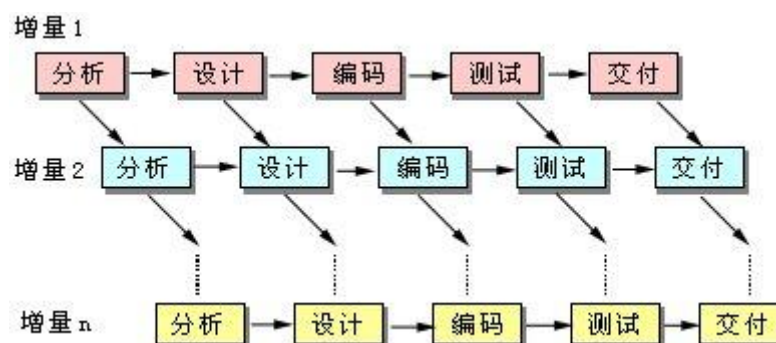 增量1
分析 设计 编码 测试 交付
增量2 分析 设计 编码 测试 交付
增量n 分析 设计 编码 测试 交付